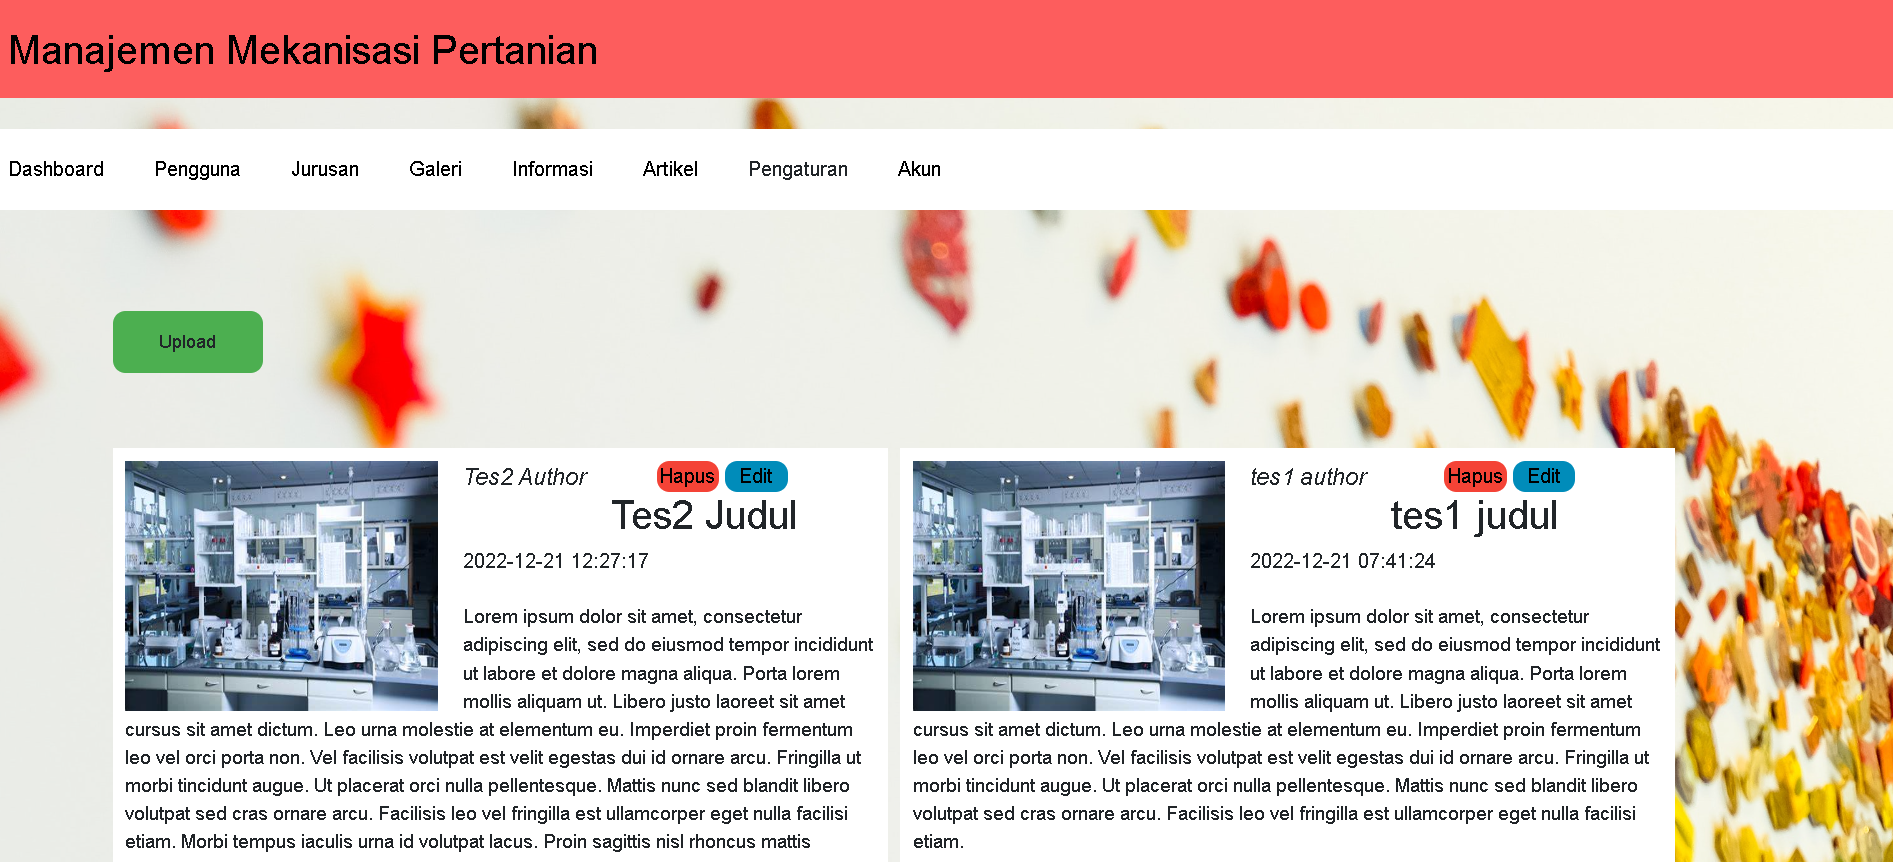 Manajemen Mekanisasi Pertanian
Dashboard Pengguna Jurusan Galeri Informasi Artikel Pengaturan Akun
Upload
Tes2 Author Hapus Edit
Tes2 Judul
2022-12-21 12:27:17
Lorem ipsum dolor sit amet, consectetur
adipiscing elit, sed do eiusmod tempor incididunt
ut labore et dolore magna aliqua. Porta lorem
mollis aliquam ut. Libero justo laoreet sit amet
cursus sit amet dictum. Leo urna molestie at elementum eu. Imperdiet proin fermentum
leo vel orci porta non. Vel facilisis volutpat est velit egestas dui id ornare arcu. Fringilla ut
morbi tincidunt augue. Ut placerat orci nulla pellentesque. Mattis nunc sed blandit libero
volutpat sed cras ornare arcu. Facilisis leo vel fringilla est ullamcorper eget nulla facilisi
etiam. Morbi tempus iaculis urna id volutpat lacus. Proin sagittis nisl rhoncus mattis
tes1 author Hapus Edit
tes1 judul
2022-12-21 07:41:24
Lorem ipsum dolor sit amet, consectetur
adipiscing elit, sed do eiusmod tempor incididunt
ut labore et dolore magna aliqua. Porta lorem
mollis aliquam ut. Libero justo laoreet sit amet
cursus sit amet dictum. Leo urna molestie at elementum eu. Imperdiet proin fermentum
leo vel orci porta non. Vel facilisis volutpat est velit egestas dui id ornare arcu. Fringilla ut
morbi tincidunt augue. Ut placerat orci nulla pellentesque. Mattis nunc sed blandit libero
volutpat sed cras ornare arcu. Facilisis leo vel fringilla est ullamcorper eget nulla facilisi
etiam.